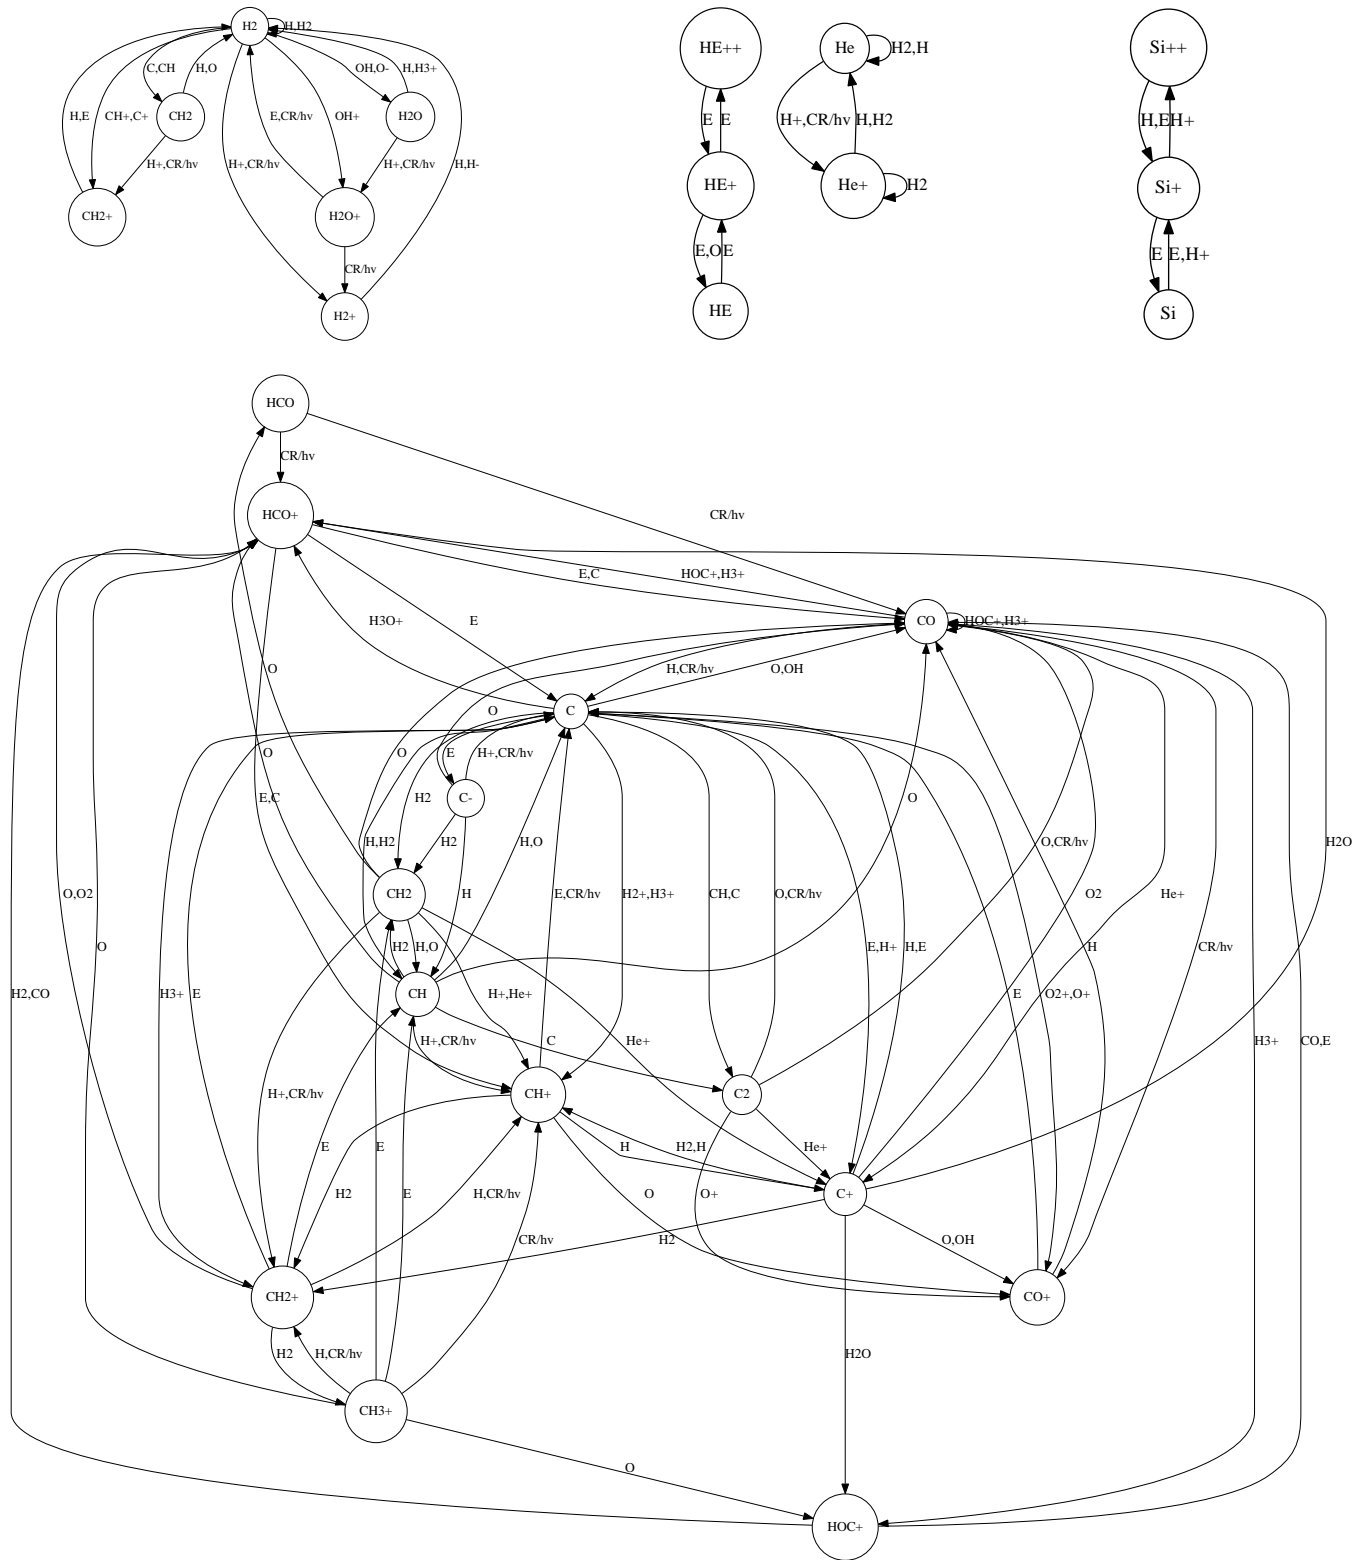 H2
H,H2
HE++
He
H2,H
Si++
C,CH
H,O
OH,O-
H,H3+
H,E
CH+,C+
CH2
E,CR/hv
OH+
H2O
E
E
H+,CR/hv
H,H2
H,E
H+
H+,CR/hv
H+,CR/hv
H+,CR/hv
H,H-
HE+
He+
H2
Si+
CH2+
H2O+
E,O
E
E
E,H+
CR/hv
H2+
HE
Si
HCO
CR/hv
HCO+
CR/hv
E,C
HOC+,H3+
H3O+
E
CO
HOC+,H3+
O
H,CR/hv
O,OH
C
O
O
O
E
H+,CR/hv
E,C
H2
C-
O
H,H2
H2
H,O
O,CR/hv
H2O
O,O2
CH2
H
E,CR/hv
H2+,H3+
CH,C
O,CR/hv
O2
He+
O
H2
H,O
E,H+
H,E
H
CR/hv
H2,CO
H3+
E
CH
H+,He+
E
O2+,O+
H+,CR/hv
C
He+
H3+
CO,E
H+,CR/hv
CH+
C2
E
E
H
H2,H
He+
H2
E
H,CR/hv
O
O+
C+
CR/hv
H2
O,OH
CH2+
CO+
H2
H,CR/hv
H2O
CH3+
O
HOC+